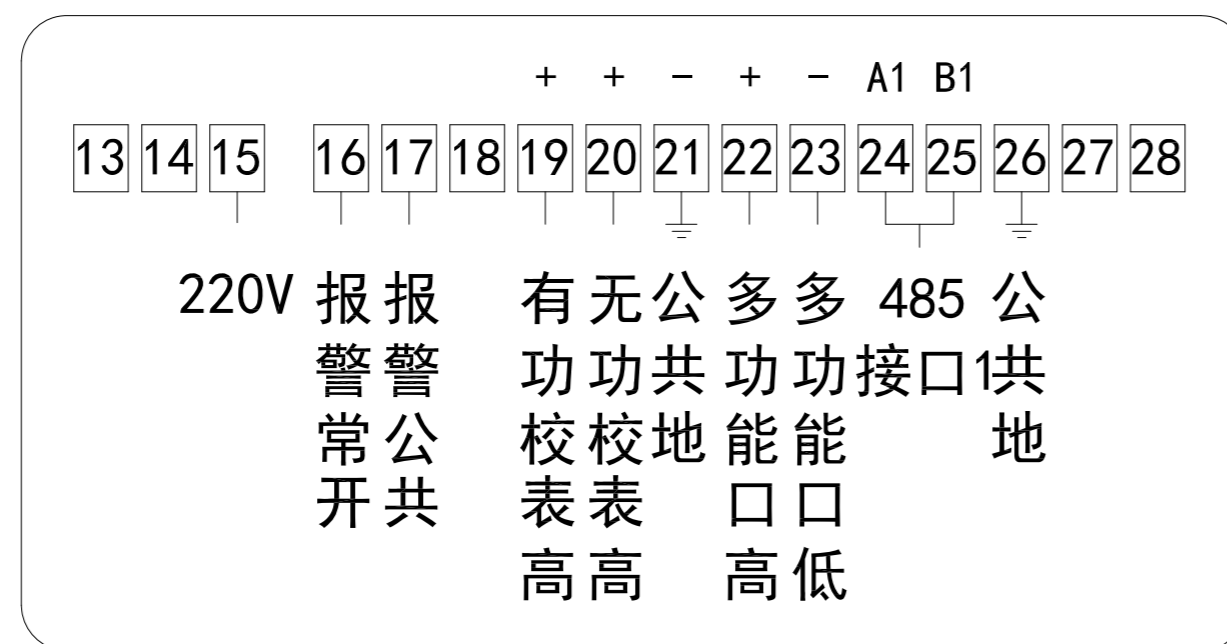 + + - + - A1 B1
13 14 15 16 17 18 19 20 21 22 23 24 25 26 27 28
220V
报警常开
报警公共
有功校表高
无功校表高
公共地
多功能口高
多功能口低
485
接口1
公共地